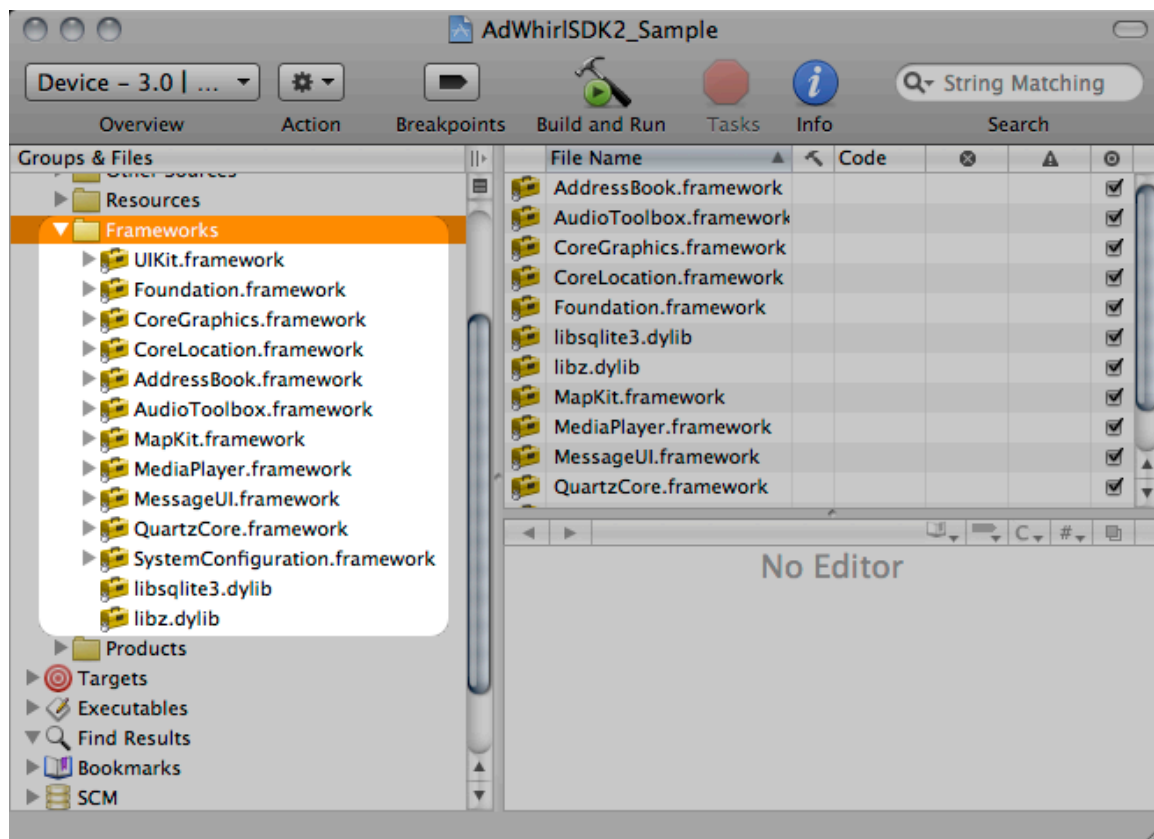 AdWhirlSDK2_Sample
Device – 3.0 | ...
String Matching
Overview Action Breakpoints Build and Run Tasks Info Search
Groups & Files
Other Sources
Resources
Frameworks
UIKit.framework
Foundation.framework
CoreGraphics.framework
CoreLocation.framework
AddressBook.framework
AudioToolbox.framework
MapKit.framework
MediaPlayer.framework
MessageUI.framework
QuartzCore.framework
SystemConfiguration.framework
libsqlite3.dylib
libz.dylib
Products
Targets
Executables
Find Results
Bookmarks
SCM
File Name Code
AddressBook.framework
AudioToolbox.framework
CoreGraphics.framework
CoreLocation.framework
Foundation.framework
libsqlite3.dylib
libz.dylib
MapKit.framework
MediaPlayer.framework
MessageUI.framework
QuartzCore.framework
C #
No Editor